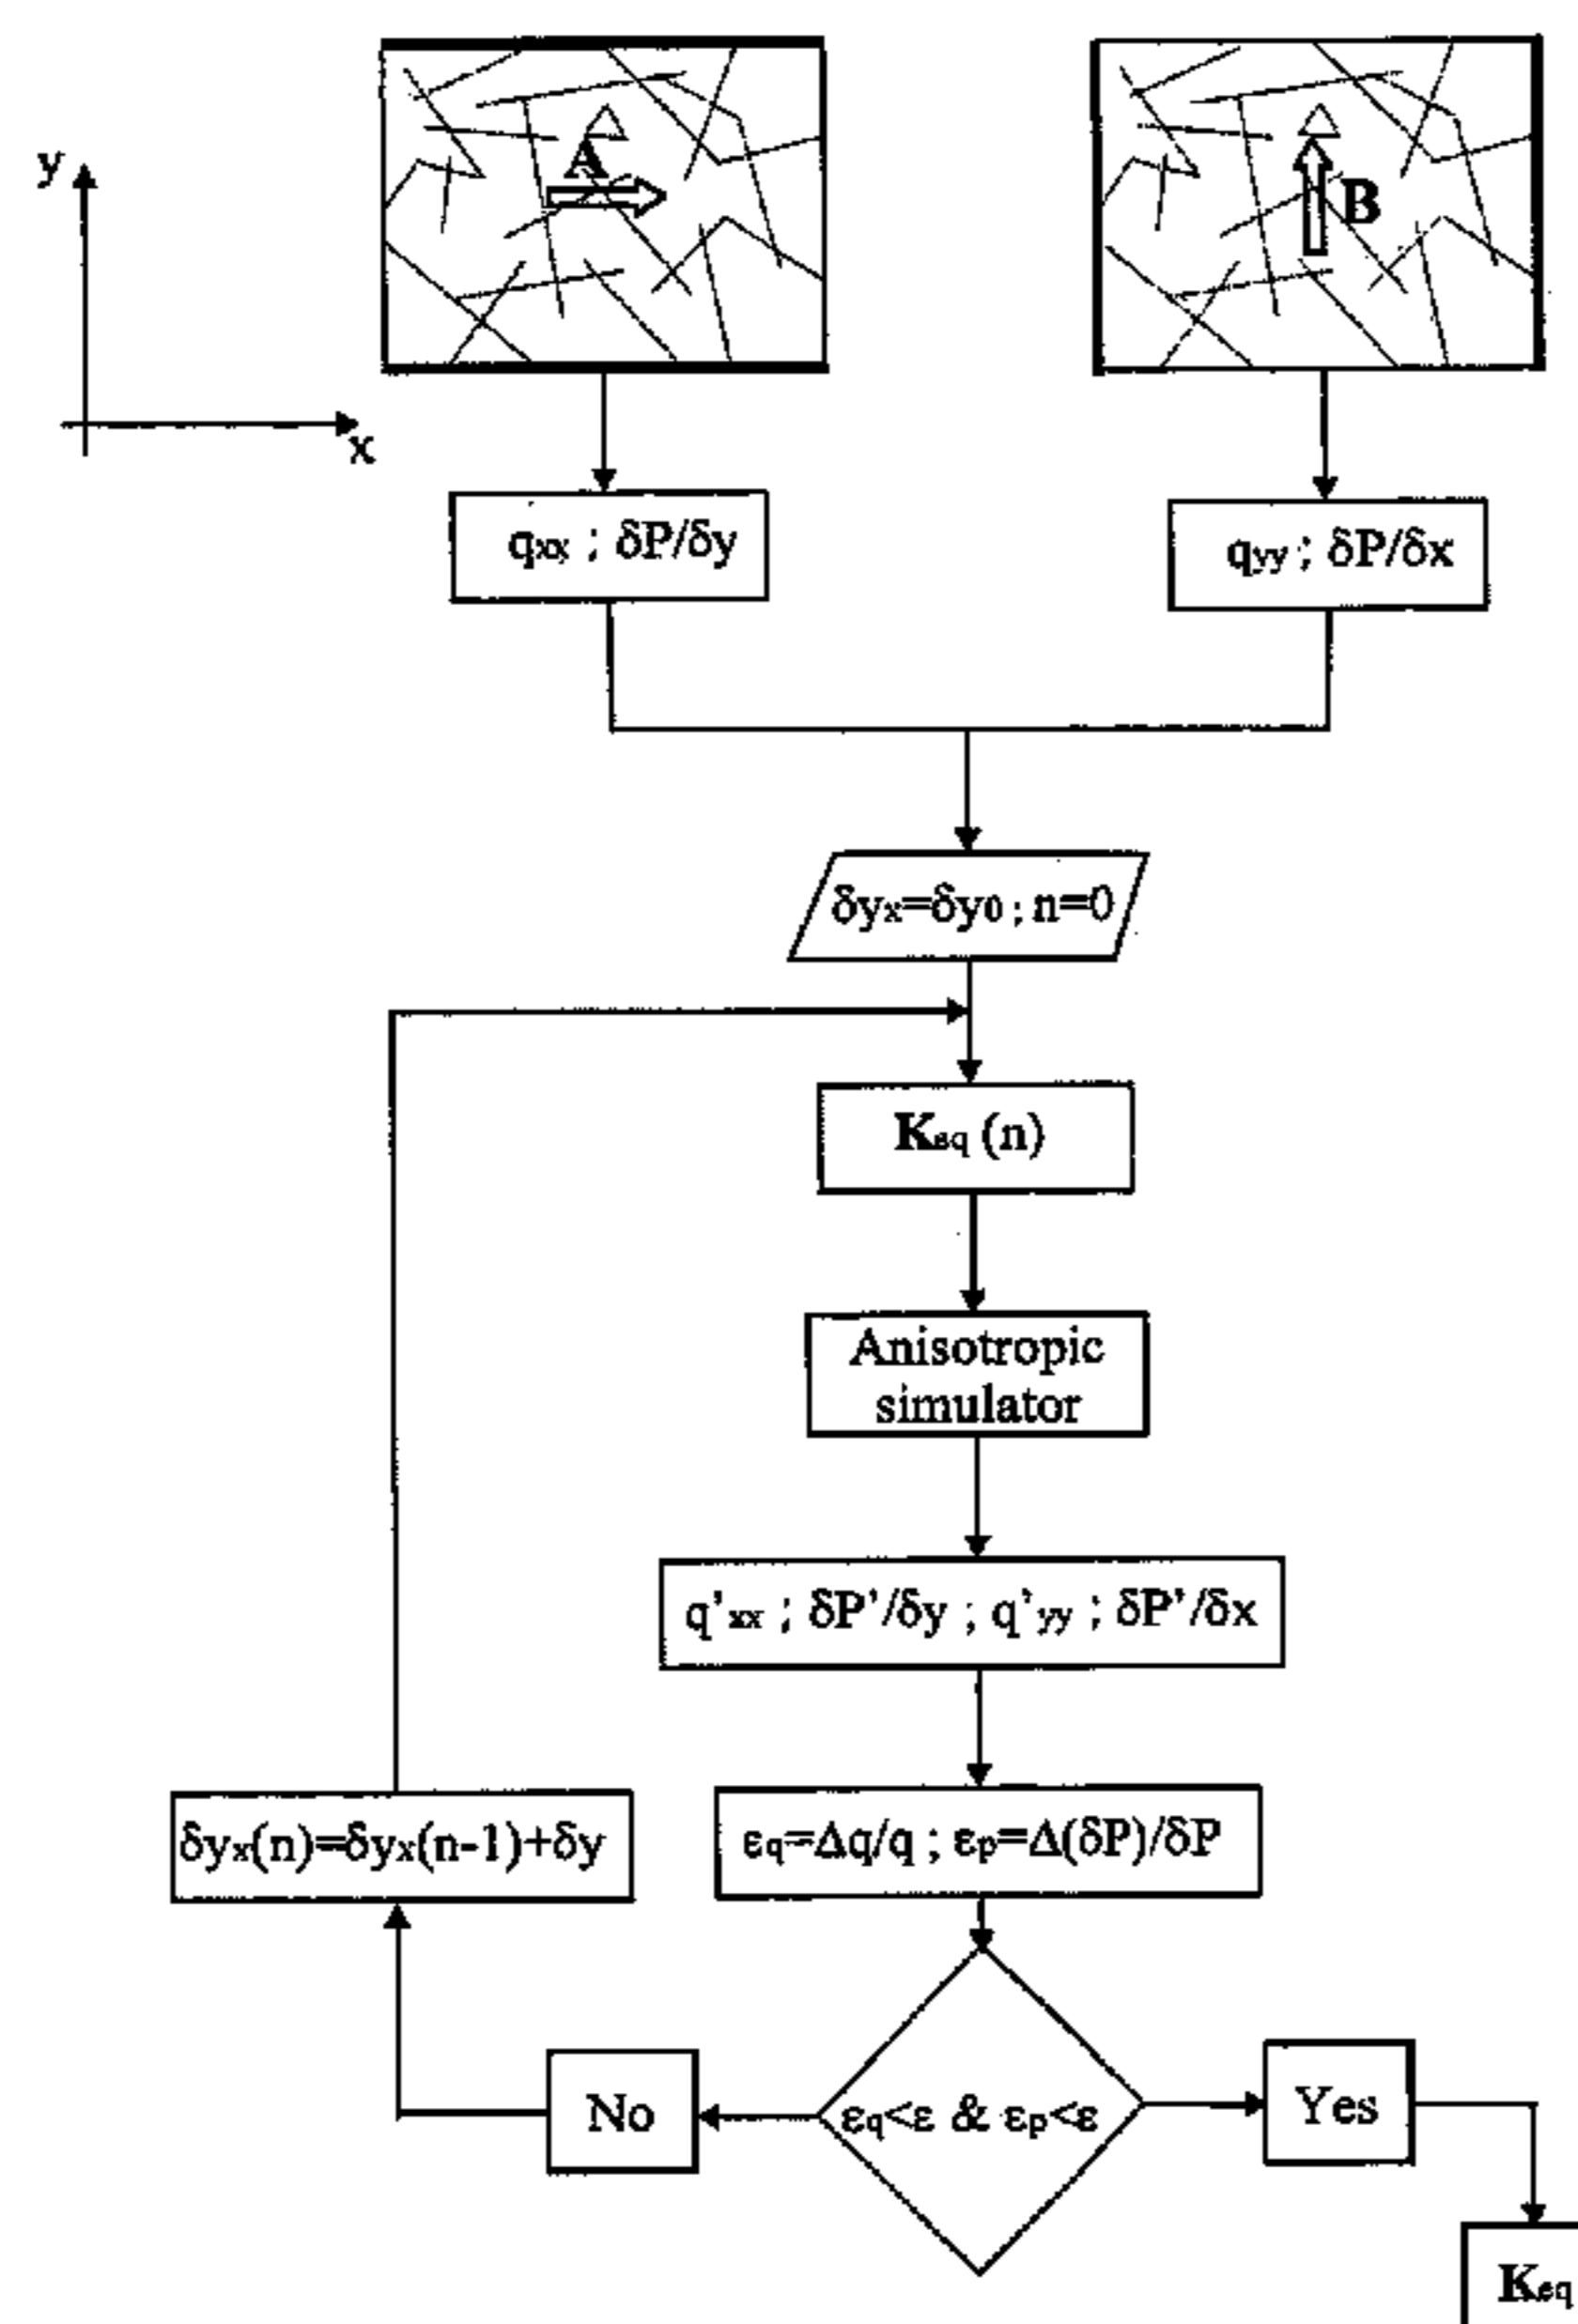 A
B
y
x
qxx ; δP/δy
qyy ; δP/δx
δyx=δy0 ; n=0
Keq (n)
Anisotropic
simulator
q'xx ; δP'/δy ; q'yy ; δP'/δx
δyx(n)=δyx(n-1)+δy
εq=Δq/q ; εp=Δ(δP)/δP
No
εq<ε & εp<ε
Yes
Keq